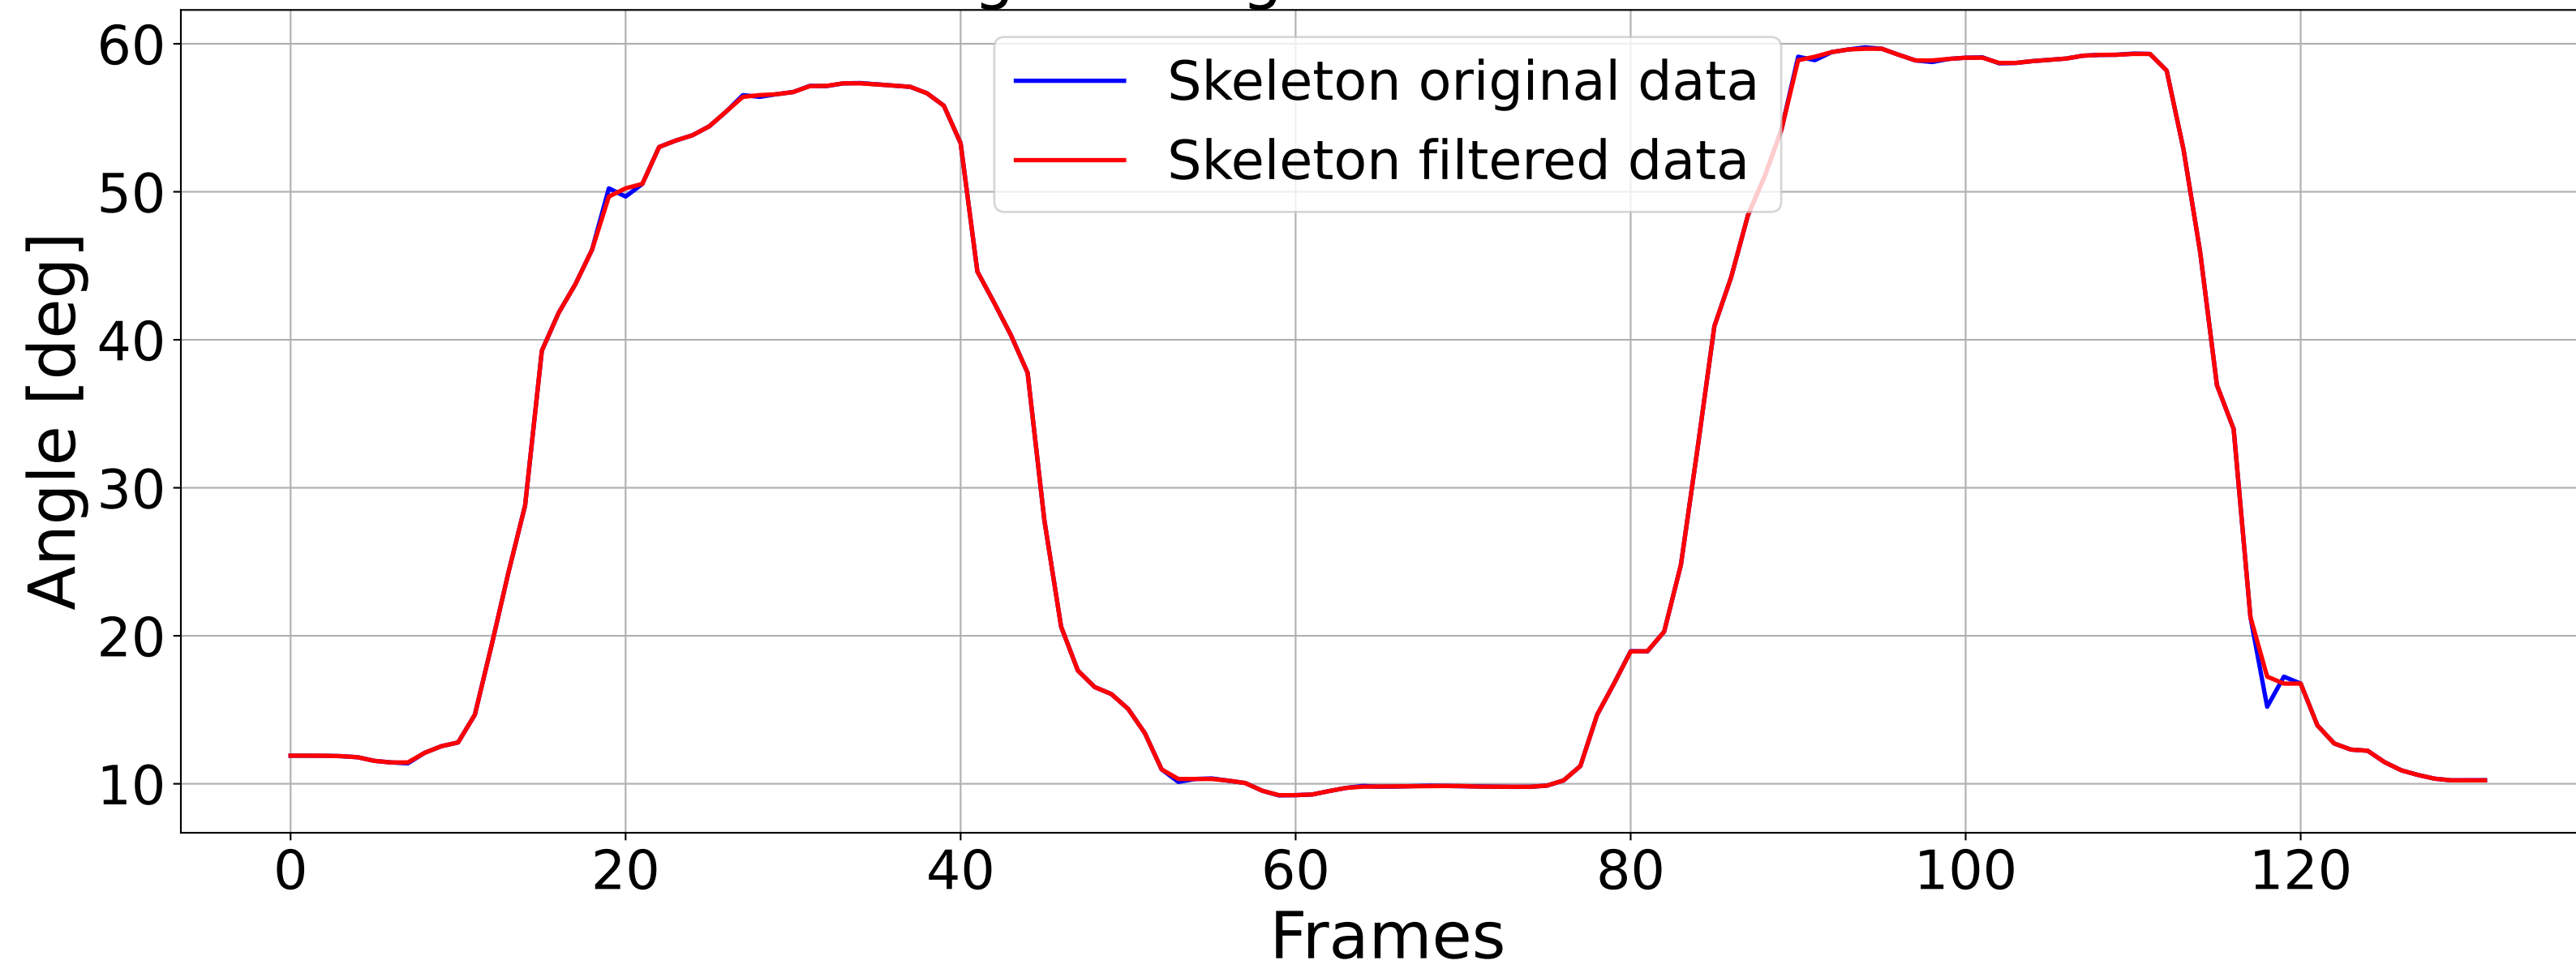 60
50
40
30
20
10
Angle [deg]
Skeleton original data
Skeleton filtered data
0 20 40 60 80 100 120
Frames